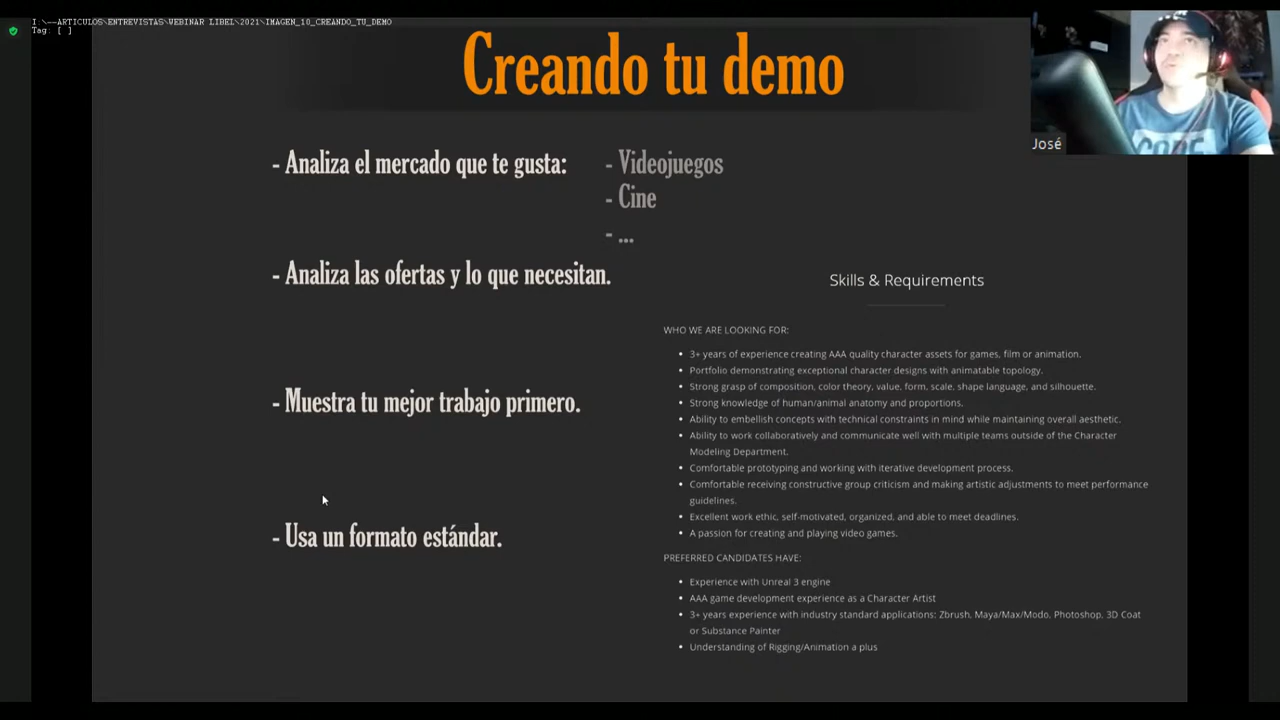 I:\--ARTICULOS\ENTREVISTAS\WEBINAR LIBEL\2021\IMAGEN_10_CREANDO_TU_DEMO
Tag: [ ]
Creando tu demo
José
CODE
- Analiza el mercado que te gusta:
- Videojuegos
- Cine
- ...
- Analiza las ofertas y lo que necesitan.
- Muestra tu mejor trabajo primero.
- Usa un formato estándar.
Skills & Requirements
WHO WE ARE LOOKING FOR:
• 3+ years of experience creating AAA quality character assets for games, film or animation.
• Portfolio demonstrating exceptional character designs with animatable topology.
• Strong grasp of composition, color theory, value, form, scale, shape language, and silhouette.
• Strong knowledge of human/animal anatomy and proportions.
• Ability to embellish concepts with technical constraints in mind while maintaining overall aesthetic.
• Ability to work collaboratively and communicate well with multiple teams outside of the Character
Modeling Department.
• Comfortable prototyping and working with iterative development process.
• Comfortable receiving constructive group criticism and making artistic adjustments to meet performance
guidelines.
• Excellent work ethic, self-motivated, organized, and able to meet deadlines.
• A passion for creating and playing video games.
PREFERRED CANDIDATES HAVE:
• Experience with Unreal 3 engine
• AAA game development experience as a Character Artist
• 3+ years experience with industry standard applications: Zbrush, Maya/Max/Modo, Photoshop, 3D Coat
or Substance Painter
• Understanding of Rigging/Animation a plus